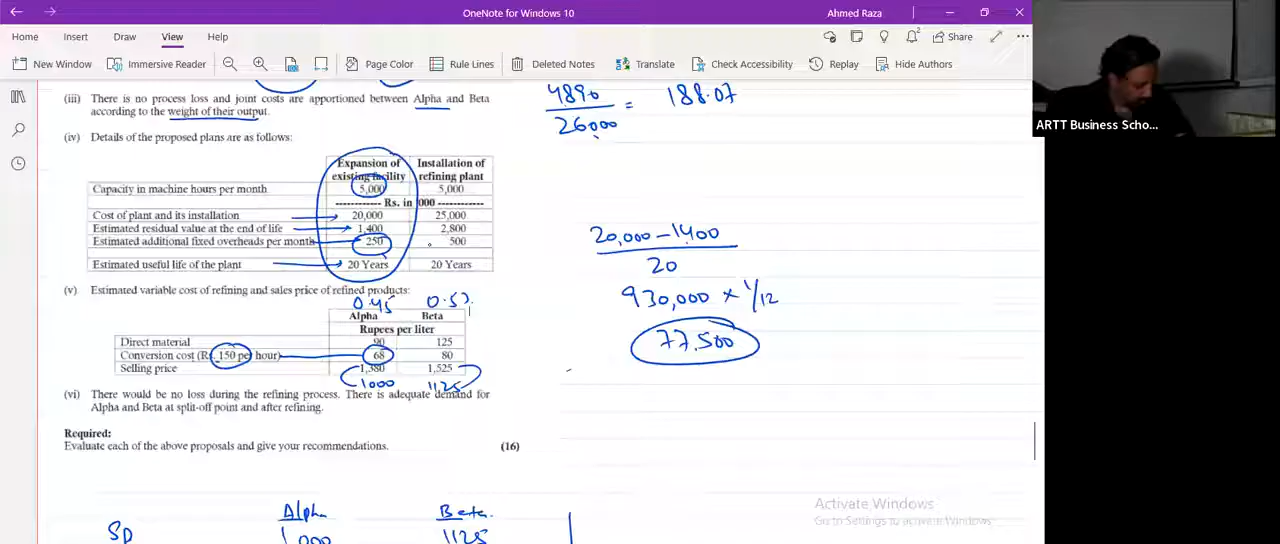 OneNote for Windows 10
Ahmed Raza
Home Insert Draw View Help
Share
New Window Immersive Reader Page Color Rule Lines Deleted Notes Translate Check Accessibility Replay Hide Authors
(iii) There is no process loss and joint costs are apportioned between Alpha and Beta
according to the weight of their output.
4890
26000
= 188.07
(iv) Details of the proposed plans are as follows:
Expansion of existing facility
Installation of refining plant
Capacity in machine hours per month 5,000 5,000
------------ Rs. in '000 -----------
Cost of plant and its installation 20,000 25,000
Estimated residual value at the end of life 1,400 2,800
Estimated additional fixed overheads per month 250 500
Estimated useful life of the plant 20 Years 20 Years
20,000 - 1400
20
930,000 x 1/12
77,500
(v) Estimated variable cost of refining and sales price of refined products:
0.45 0.53
Alpha Beta
Rupees per liter
Direct material 90 125
Conversion cost (Rs. 150 per hour) 68 80
Selling price 1,380 1,525
1000 1125
(vi) There would be no loss during the refining process. There is adequate demand for
Alpha and Beta at split-off point and after refining.
Required:
Evaluate each of the above proposals and give your recommendations. (16)
Alpha Beta
SP 1000 1125
Activate Windows
Go to Settings to activate Windows.
ARTT Business Scho...